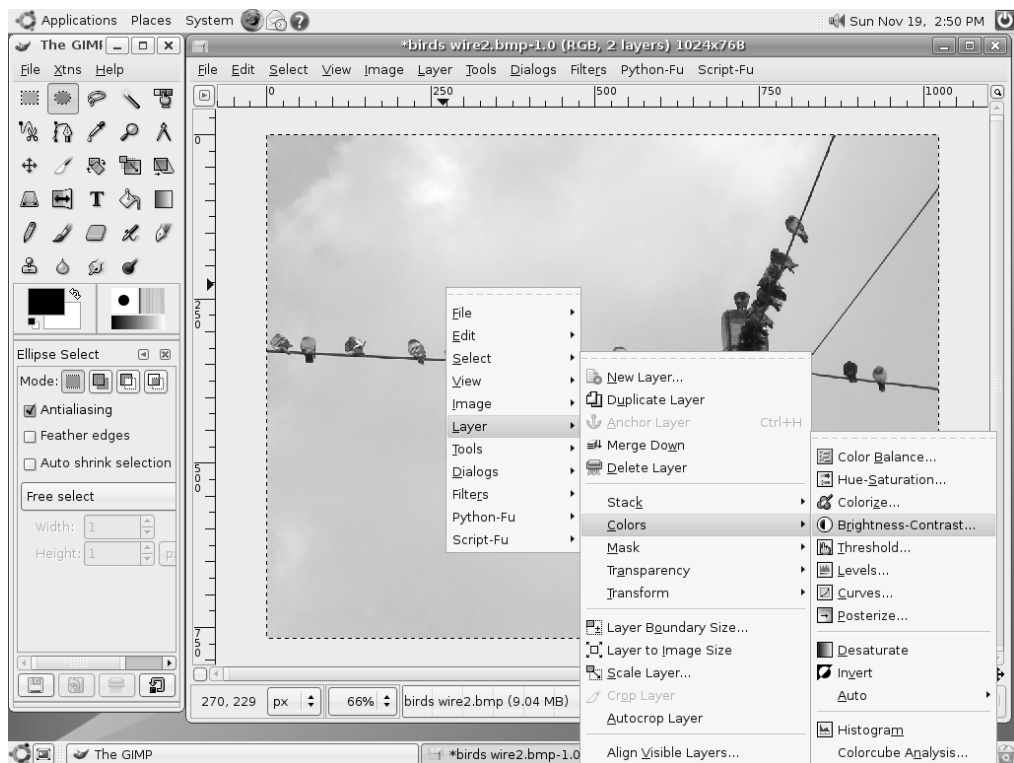 Applications Places System
Sun Nov 19, 2:50 PM
The GIM
*birds wire2.bmp-1.0 (RGB, 2 layers) 1024x768
File Xtns Help
File Edit Select View Image Layer Tools Dialogs Filters Python-Fu Script-Fu
0 250 500 750 1000
0
250
500
750
Ellipse Select
Mode:
Antialiasing
Feather edges
Auto shrink selection
Free select
Width: 1
Height: 1 p
File
Edit
Select
View
Image
Layer
Tools
Dialogs
Filters
Python-Fu
Script-Fu
New Layer...
Duplicate Layer
Anchor Layer Ctrl+H
Merge Down
Delete Layer
Stack
Colors
Mask
Transparency
Transform
Layer Boundary Size...
Layer to Image Size
Scale Layer...
Crop Layer
Autocrop Layer
Align Visible Layers...
Color Balance...
Hue-Saturation...
Colorize...
Brightness-Contrast...
Threshold...
Levels...
Curves...
Posterize...
Desaturate
Invert
Auto
Histogram
Colorcube Analysis...
270, 229 px 66% birds wire2.bmp (9.04 MB)
The GIMP
*birds wire2.bmp-1.0